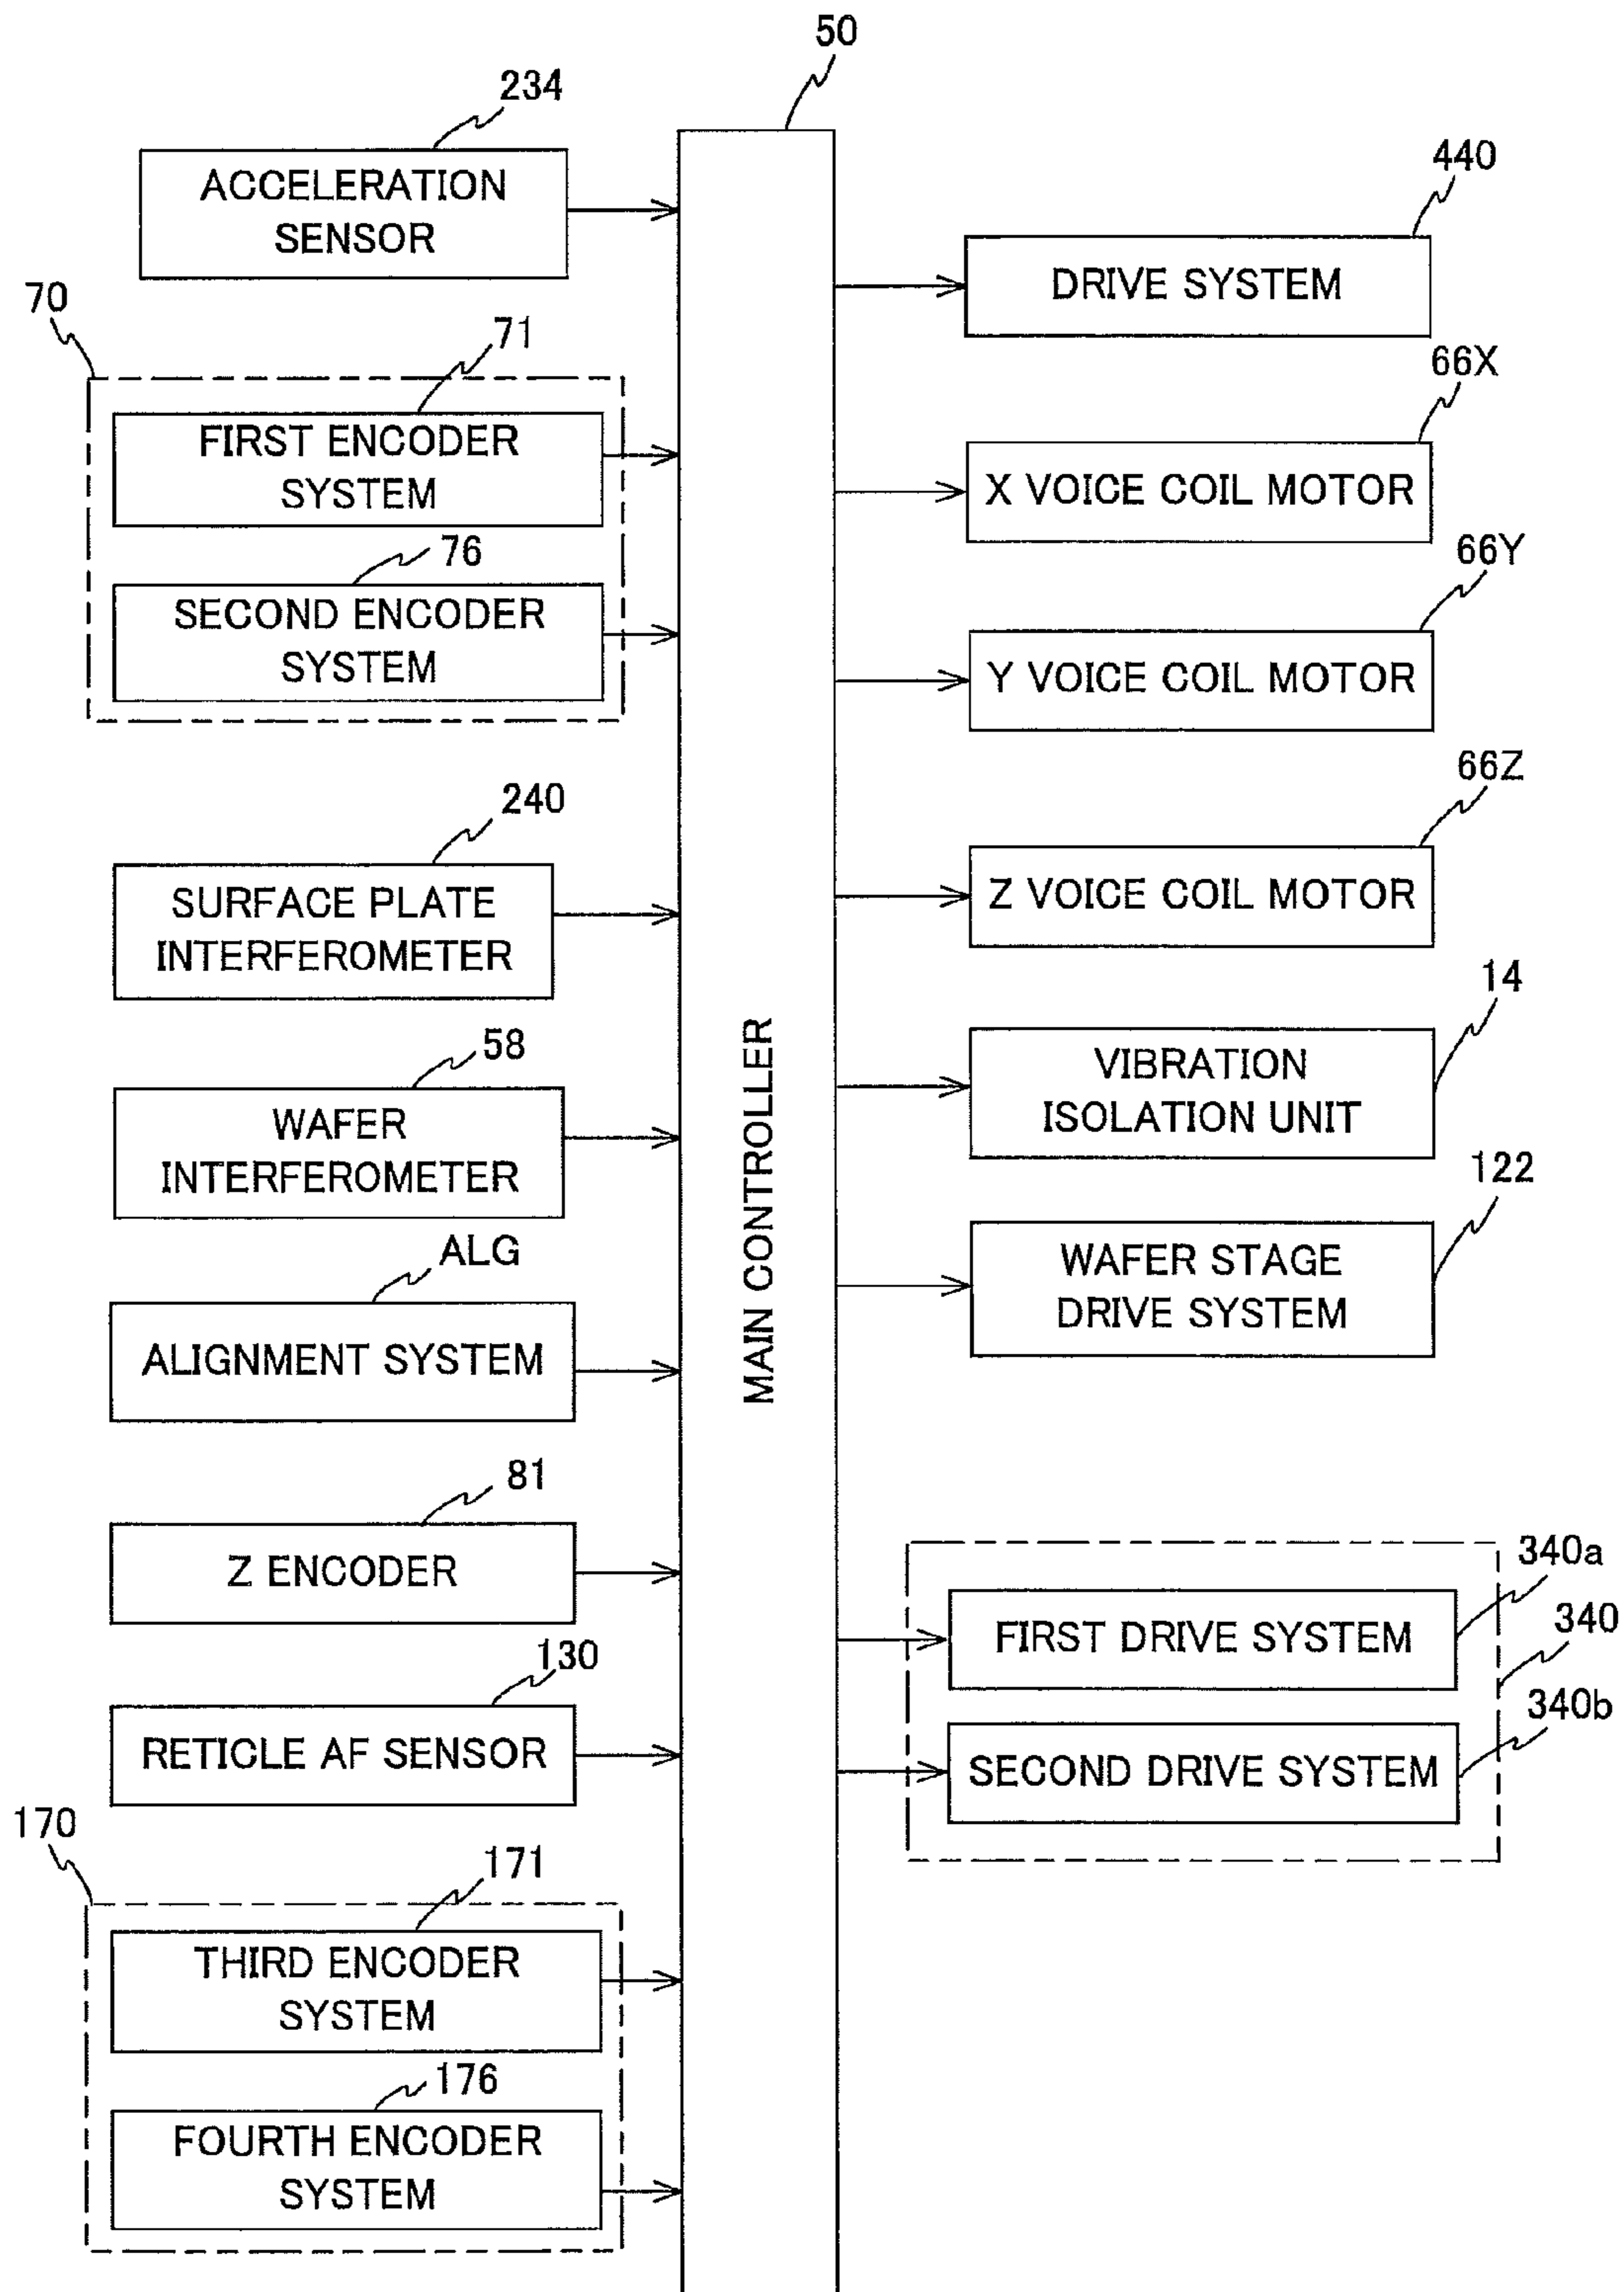 50
234
ACCELERATION
SENSOR
70
71
FIRST ENCODER
SYSTEM
76
SECOND ENCODER
SYSTEM
240
SURFACE PLATE
INTERFEROMETER
58
WAFER
INTERFEROMETER
ALG
ALIGNMENT SYSTEM
81
Z ENCODER
130
RETICLE AF SENSOR
170
171
THIRD ENCODER
SYSTEM
176
FOURTH ENCODER
SYSTEM
MAIN CONTROLLER
440
DRIVE SYSTEM
66X
X VOICE COIL MOTOR
66Y
Y VOICE COIL MOTOR
66Z
Z VOICE COIL MOTOR
14
VIBRATION
ISOLATION UNIT
122
WAFER STAGE
DRIVE SYSTEM
340a
FIRST DRIVE SYSTEM
340
340b
SECOND DRIVE SYSTEM